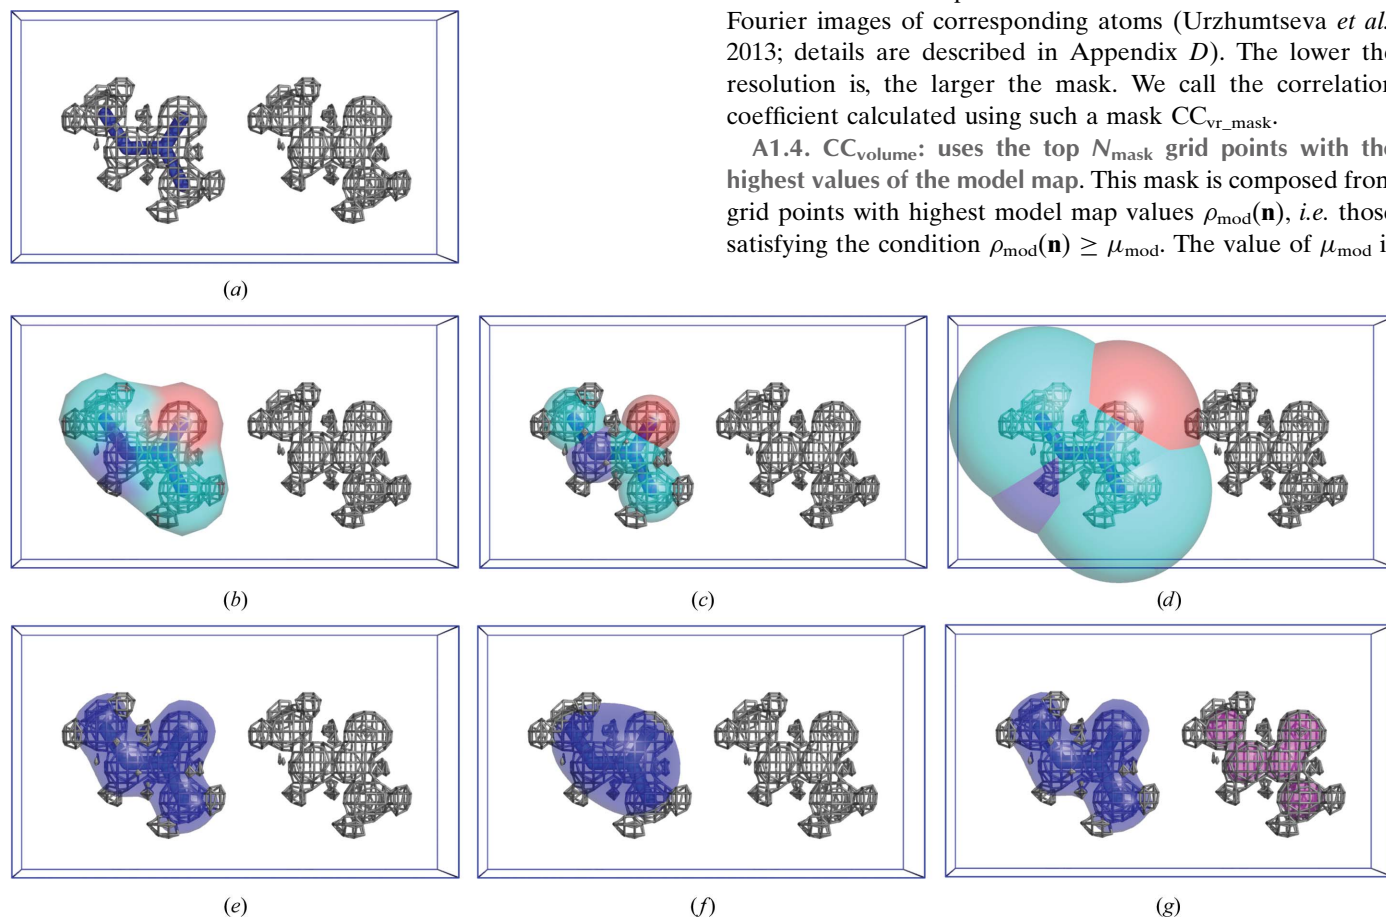 Fourier images of corresponding atoms (Urzhumtseva et al.
2013; details are described in Appendix D). The lower the
resolution is, the larger the mask. We call the correlation
coefficient calculated using such a mask CCvr_mask.
A1.4. CCvolume: uses the top Nmask grid points with the
highest values of the model map. This mask is composed from
grid points with highest model map values ρmod(n), i.e. those
satisfying the condition ρmod(n) ≥ μmod. The value of μmod i
(a)
(b) (c) (d)
(e) (f) (g)